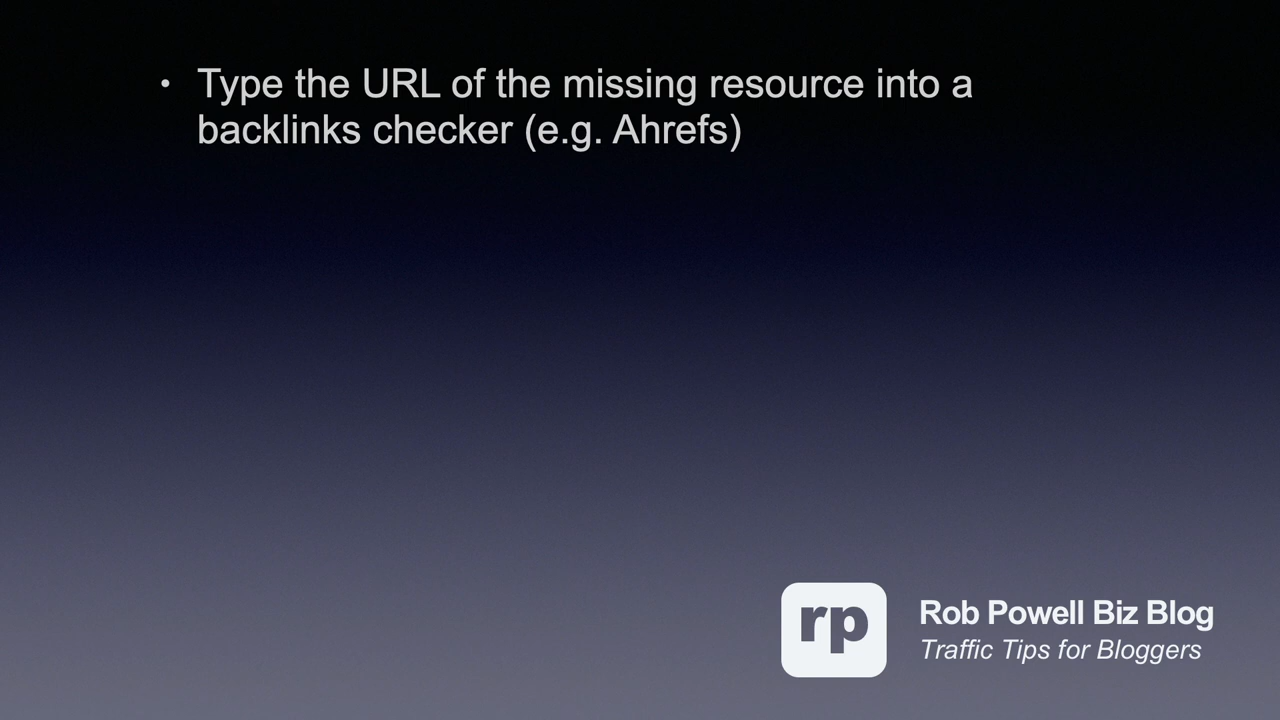 • Type the URL of the missing resource into a
backlinks checker (e.g. Ahrefs)
rp
Rob Powell Biz Blog
Traffic Tips for Bloggers